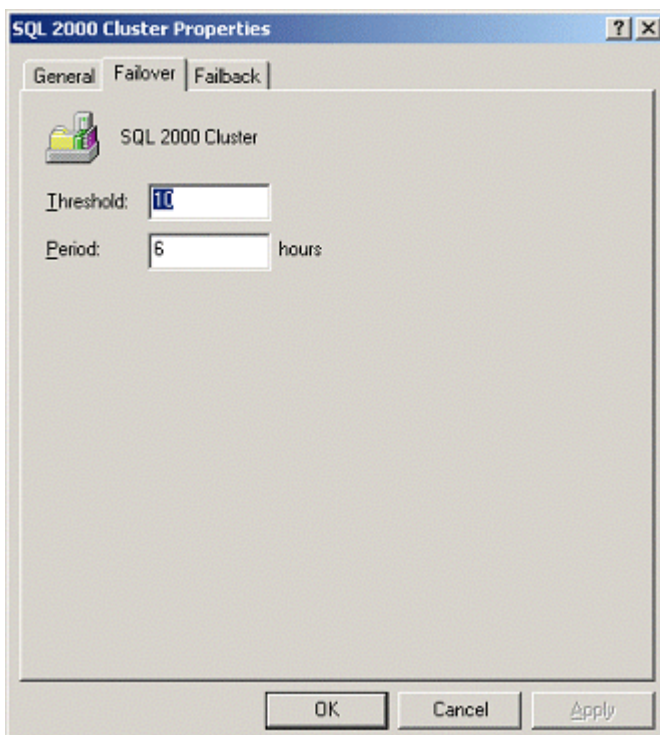 SQL 2000 Cluster Properties
General Failover Failback
SQL 2000 Cluster
Threshold: 10
Period: 6 hours
OK Cancel Apply